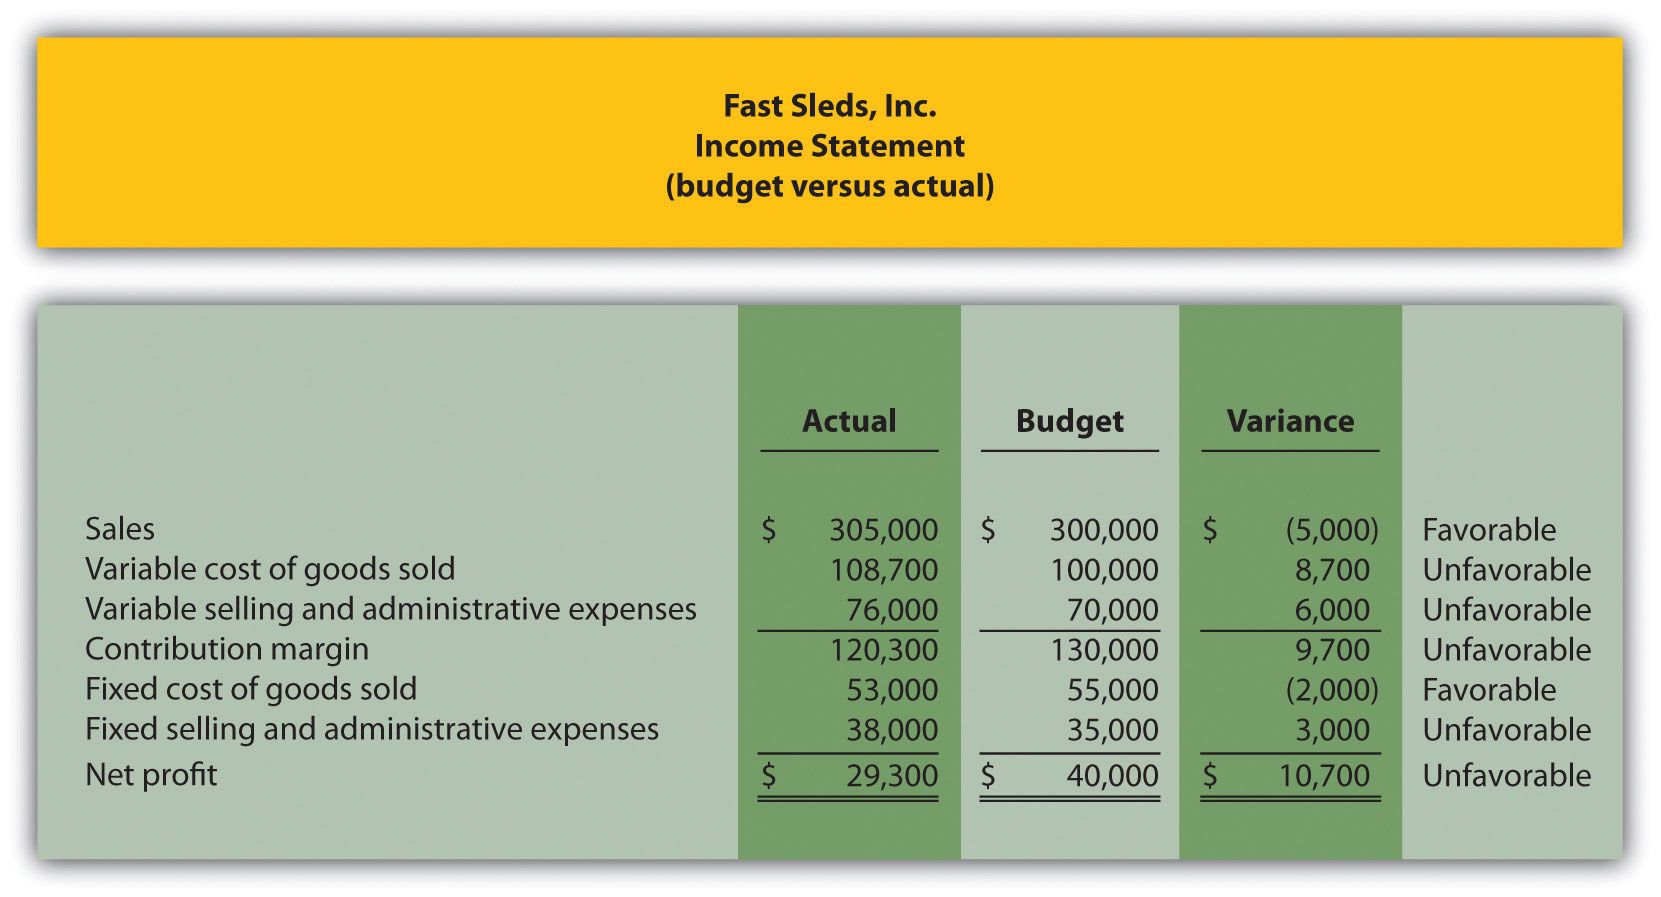 Fast Sleds, Inc.
Income Statement
(budget versus actual)
Actual Budget Variance
Sales $ 305,000 $ 300,000 $ (5,000) Favorable
Variable cost of goods sold 108,700 100,000 8,700 Unfavorable
Variable selling and administrative expenses 76,000 70,000 6,000 Unfavorable
Contribution margin 120,300 130,000 9,700 Unfavorable
Fixed cost of goods sold 53,000 55,000 (2,000) Favorable
Fixed selling and administrative expenses 38,000 35,000 3,000 Unfavorable
Net profit $ 29,300 $ 40,000 $ 10,700 Unfavorable